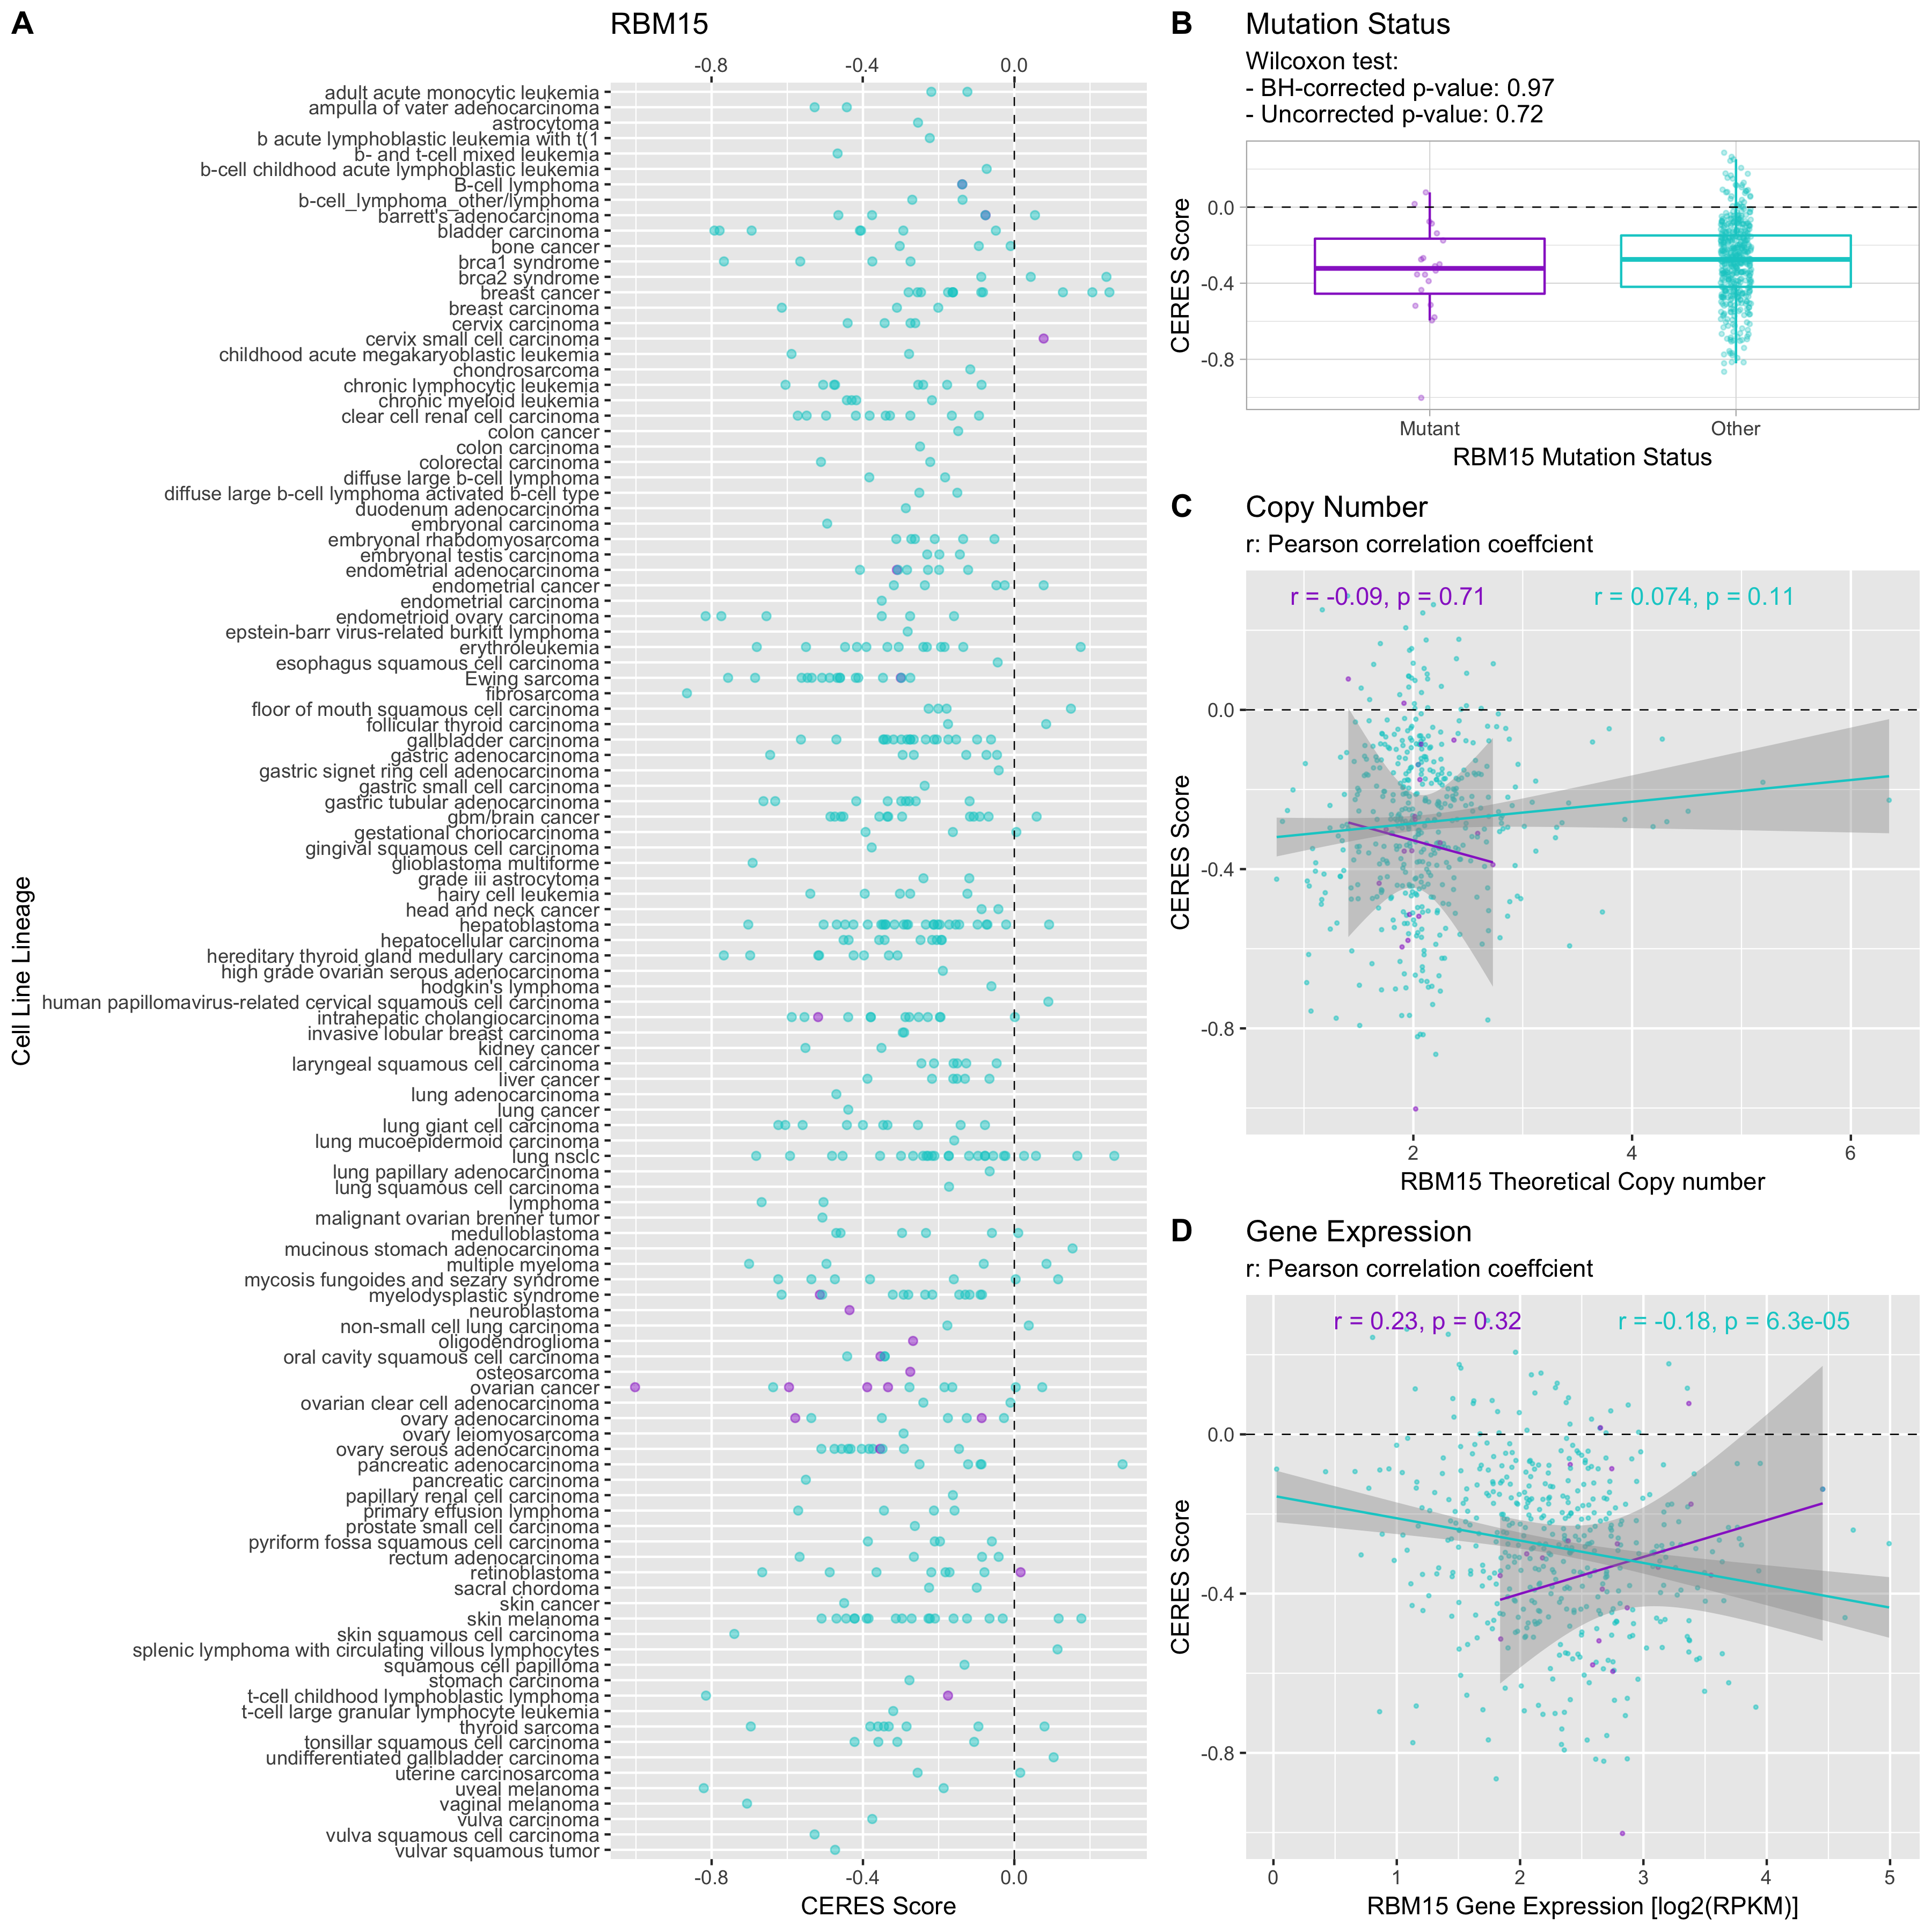 A
RBM15
-0.8
-0.4
0.0
adult acute monocytic leukemia
ampulla of vater adenocarcinoma
astrocytoma
b acute lymphoblastic leukemia with t(1
b- and t-cell mixed leukemia
b-cell childhood acute lymphoblastic leukemia
B-cell lymphoma
b-cell_lymphoma_other/lymphoma
barrett's adenocarcinoma
bladder carcinoma
bone cancer
brca1 syndrome
brca2 syndrome
breast cancer
breast carcinoma
cervix carcinoma
cervix small cell carcinoma
childhood acute megakaryoblastic leukemia
chondrosarcoma
chronic lymphocytic leukemia
chronic myeloid leukemia
clear cell renal cell carcinoma
colon cancer
colon carcinoma
colorectal carcinoma
diffuse large b-cell lymphoma
diffuse large b-cell lymphoma activated b-cell type
duodenum adenocarcinoma
embryonal carcinoma
embryonal rhabdomyosarcoma
embryonal testis carcinoma
endometrial adenocarcinoma
endometrial cancer
endometrial carcinoma
endometrioid ovary carcinoma
epstein-barr virus-related burkitt lymphoma
erythroleukemia
esophagus squamous cell carcinoma
Ewing sarcoma
fibrosarcoma
floor of mouth squamous cell carcinoma
follicular thyroid carcinoma
gallbladder carcinoma
gastric adenocarcinoma
gastric signet ring cell adenocarcinoma
gastric small cell carcinoma
gastric tubular adenocarcinoma
gbm/brain cancer
gestational choriocarcinoma
gingival squamous cell carcinoma
glioblastoma multiforme
grade iii astrocytoma
hairy cell leukemia
head and neck cancer
hepatoblastoma
hepatocellular carcinoma
hereditary thyroid gland medullary carcinoma
high grade ovarian serous adenocarcinoma
hodgkin's lymphoma
human papillomavirus-related cervical squamous cell carcinoma
intrahepatic cholangiocarcinoma
invasive lobular breast carcinoma
kidney cancer
laryngeal squamous cell carcinoma
liver cancer
lung adenocarcinoma
lung cancer
lung giant cell carcinoma
lung mucoepidermoid carcinoma
lung nsclc
lung papillary adenocarcinoma
lung squamous cell carcinoma
lymphoma
malignant ovarian brenner tumor
medulloblastoma
mucinous stomach adenocarcinoma
multiple myeloma
mycosis fungoides and sezary syndrome
myelodysplastic syndrome
neuroblastoma
non-small cell lung carcinoma
oligodendroglioma
oral cavity squamous cell carcinoma
osteosarcoma
ovarian cancer
ovarian clear cell adenocarcinoma
ovary adenocarcinoma
ovary leiomyosarcoma
ovary serous adenocarcinoma
pancreatic adenocarcinoma
pancreatic carcinoma
papillary renal cell carcinoma
primary effusion lymphoma
prostate small cell carcinoma
pyriform fossa squamous cell carcinoma
rectum adenocarcinoma
retinoblastoma
sacral chordoma
skin cancer
skin melanoma
skin squamous cell carcinoma
splenic lymphoma with circulating villous lymphocytes
squamous cell papilloma
stomach carcinoma
t-cell childhood lymphoblastic lymphoma
t-cell large granular lymphocyte leukemia
thyroid sarcoma
tonsillar squamous cell carcinoma
undifferentiated gallbladder carcinoma
uterine carcinosarcoma
uveal melanoma
vaginal melanoma
vulva carcinoma
vulva squamous cell carcinoma
vulvar squamous tumor
-0.8
-0.4
0.0
CERES Score
Cell Line Lineage
B
Mutation Status
Wilcoxon test:
- BH-corrected p-value: 0.97
- Uncorrected p-value: 0.72
0.0
-0.4
-0.8
CERES Score
Mutant
Other
RBM15 Mutation Status
C
Copy Number
r: Pearson correlation coeffcient
r = -0.09, p = 0.71
r = 0.074, p = 0.11
0.0
-0.4
-0.8
CERES Score
2
4
6
RBM15 Theoretical Copy number
D
Gene Expression
r: Pearson correlation coeffcient
r = 0.23, p = 0.32
r = -0.18, p = 6.3e-05
0.0
-0.4
-0.8
CERES Score
0
1
2
3
4
5
RBM15 Gene Expression [log2(RPKM)]